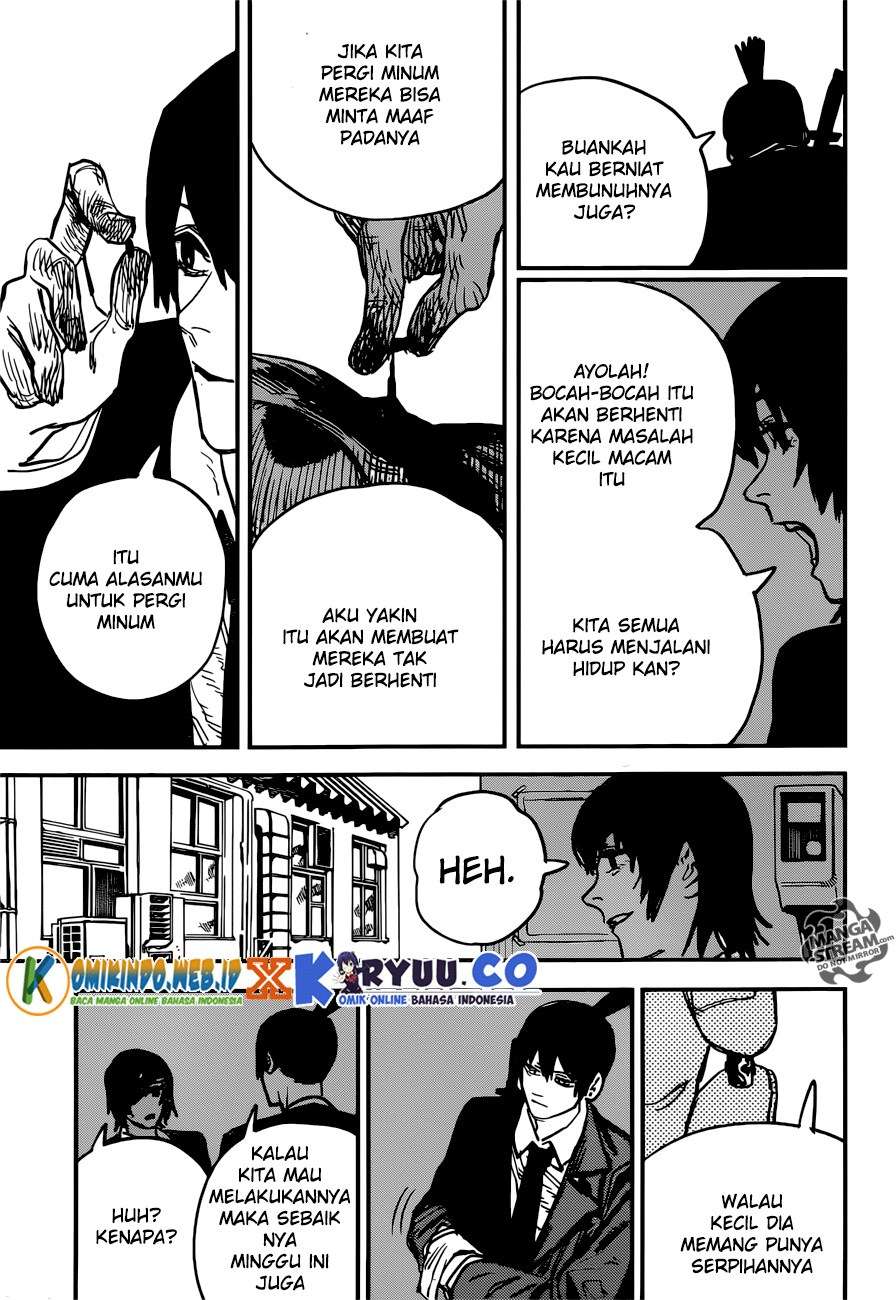 BUANKAH
KAU BERNIAT
MEMBUNUHNYA
JUGA?
AYOLAH!
BOCAH-BOCAH ITU
AKAN BERHENTI
KARENA MASALAH
KECIL MACAM
ITU
KITA SEMUA
HARUS MENJALANI
HIDUP KAN?
JIKA KITA
PERGI MINUM
MEREKA BISA
MINTA MAAF
PADANYA
AKU YAKIN
ITU AKAN MEMBUAT
MEREKA TAK
JADI BERHENTI
ITU
CUMA ALASANMU
UNTUK PERGI
MINUM
HEH.
MANGA
STREAM.com
DO NOT MIRROR!
KOMIKINDO.WEB.ID X KIRYUU.CO
BACA MANGA ONLINE BAHASA INDONESIA
KOMIK ONLINE BAHASA INDONESIA
WALAU
KECIL DIA
MEMANG PUNYA
SERPIHANNYA
KALAU
KITA MAU
MELAKUKANNYA
MAKA SEBAIK
NYA
MINGGU INI
JUGA
HUH?
KENAPA?